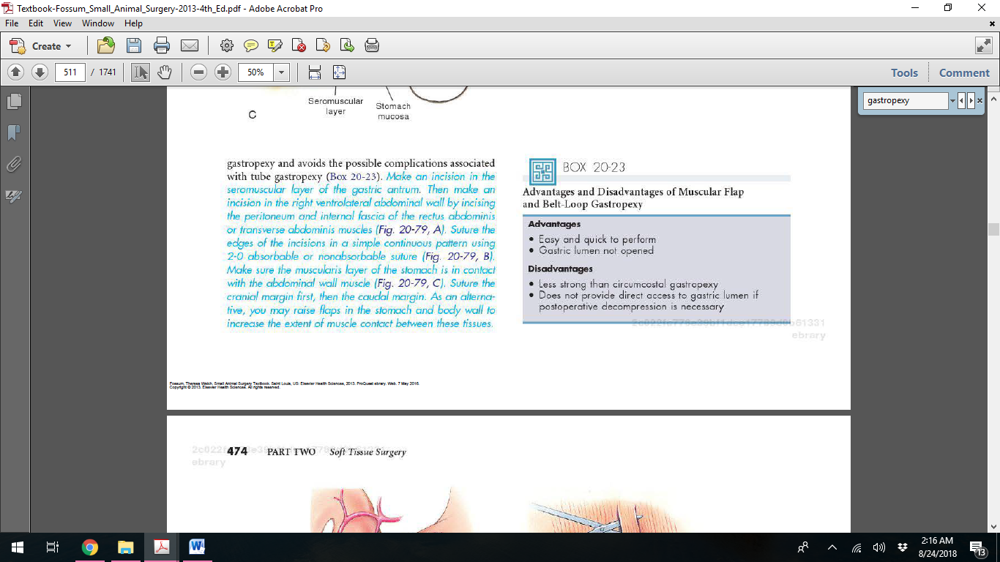 Textbook-Fossum_Small_Animal_Surgery-2013-4th_Ed.pdf - Adobe Acrobat Pro
File Edit View Window Help
Create
511 / 1741
50%
Tools
Comment
gastropexy
Seromuscular
layer
Stomach
mucosa
C
gastropexy and avoids the possible complications associated
with tube gastropexy (Box 20-23). Make an incision in the
seromuscular layer of the gastric antrum. Then make an
incision in the right ventrolateral abdominal wall by incising
the peritoneum and internal fascia of the rectus abdominis
or transverse abdominis muscles (Fig. 20-79, A). Suture the
edges of the incisions in a simple continuous pattern using
2-0 absorbable or nonabsorbable suture (Fig. 20-79, B).
Make sure the muscularis layer of the stomach is in contact
with the abdominal wall muscle (Fig. 20-79, C). Suture the
cranial margin first, then the caudal margin. As an alterna-
tive, you may raise flaps in the stomach and body wall to
increase the extent of muscle contact between these tissues.
BOX 20-23
Advantages and Disadvantages of Muscular Flap
and Belt-Loop Gastropexy
Advantages
• Easy and quick to perform
• Gastric lumen not opened
Disadvantages
• Less strong than circumcostal gastropexy
• Does not provide direct access to gastric lumen if
postoperative decompression is necessary
ebrary
Fossum, Theresa Welch. Small Animal Surgery Textbook. Saint Louis, US: Elsevier Health Sciences, 2013. ProQuest ebrary. Web. 7 May 2016.
Copyright © 2013. Elsevier Health Sciences. All rights reserved.
474 PART TWO Soft Tissue Surgery
ebrary
2:16 AM
8/24/2018
13